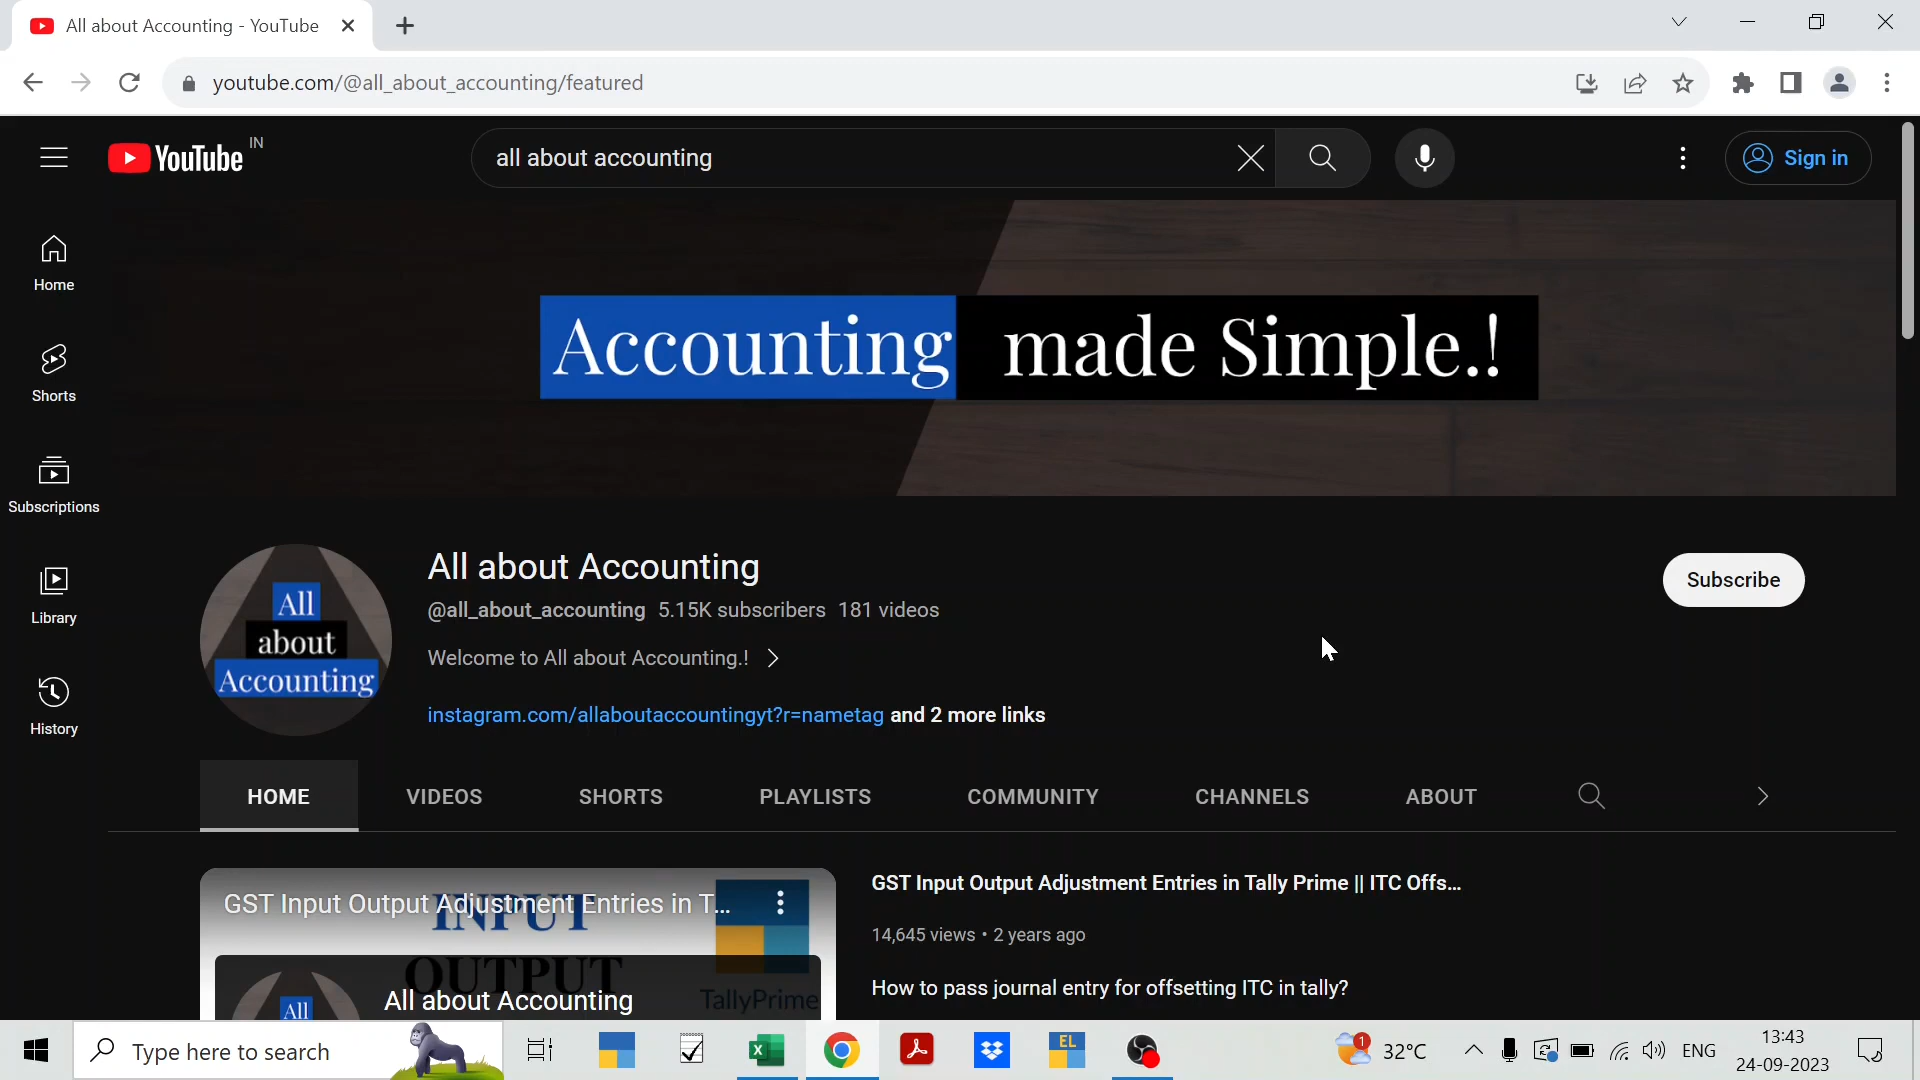 All about Accounting - YouTube
youtube.com/@all_about_accounting/featured
YouTube IN
all about accounting
Sign in
Home
Shorts
Subscriptions
Library
History
Accounting made Simple.!
All
about
Accounting
All about Accounting
@all_about_accounting 5.15K subscribers 181 videos
Welcome to All about Accounting.!
instagram.com/allaboutaccountingyt?r=nametag and 2 more links
Subscribe
HOME VIDEOS SHORTS PLAYLISTS COMMUNITY CHANNELS ABOUT
GST Input Output Adjustment Entries in T...
INPUT
OUTPUT
TallyPrime
All
All about Accounting
GST Input Output Adjustment Entries in Tally Prime || ITC Offs...
14,645 views • 2 years ago
How to pass journal entry for offsetting ITC in tally?
Type here to search
EL
1
32°C
ENG
13:43
24-09-2023